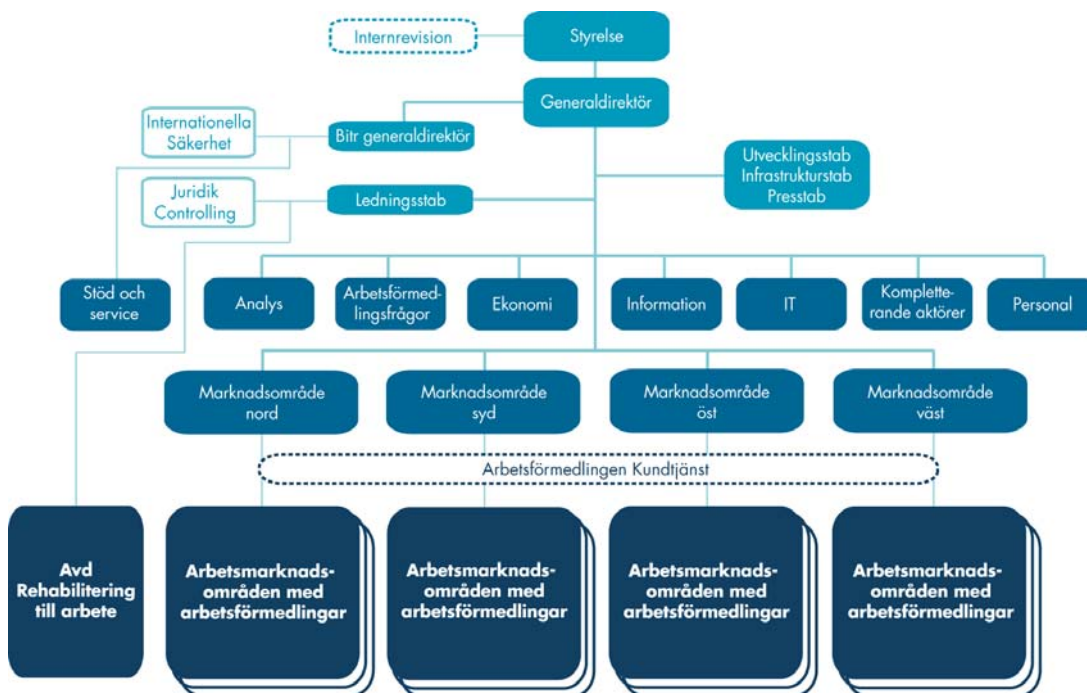 Internrevision
Styrelse
Generaldirektör
Internationella
Säkerhet
Bitr generaldirektör
Utvecklingsstab
Infrastrukturstab
Presstab
Juridik
Controlling
Ledningsstab
Stöd och
service
Analys
Arbetsförmed-
lingsfrågor
Ekonomi
Information
IT
Komplette-
rande aktörer
Personal
Marknadsområde
nord
Marknadsområde
syd
Marknadsområde
öst
Marknadsområde
väst
Arbetsförmedlingen Kundtjänst
Avd
Rehabilitering
till arbete
Arbetsmarknads-
områden med
arbetsförmedlingar
Arbetsmarknads-
områden med
arbetsförmedlingar
Arbetsmarknads-
områden med
arbetsförmedlingar
Arbetsmarknads-
områden med
arbetsförmedlingar